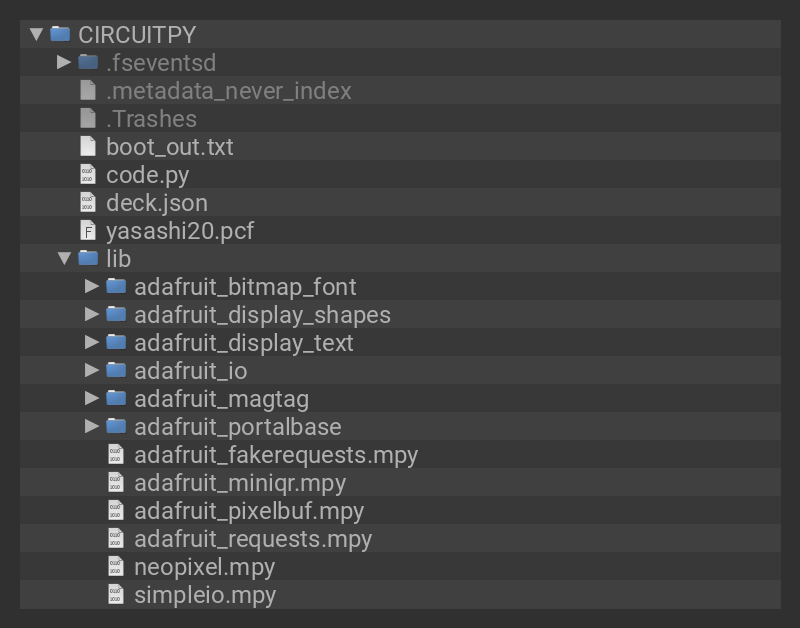 CIRCUITPY
.fseventsd
.metadata_never_index
.Trashes
boot_out.txt
code.py
deck.json
yasashi20.pcf
lib
adafruit_bitmap_font
adafruit_display_shapes
adafruit_display_text
adafruit_io
adafruit_magtag
adafruit_portalbase
adafruit_fakerequests.mpy
adafruit_miniqr.mpy
adafruit_pixelbuf.mpy
adafruit_requests.mpy
neopixel.mpy
simpleio.mpy